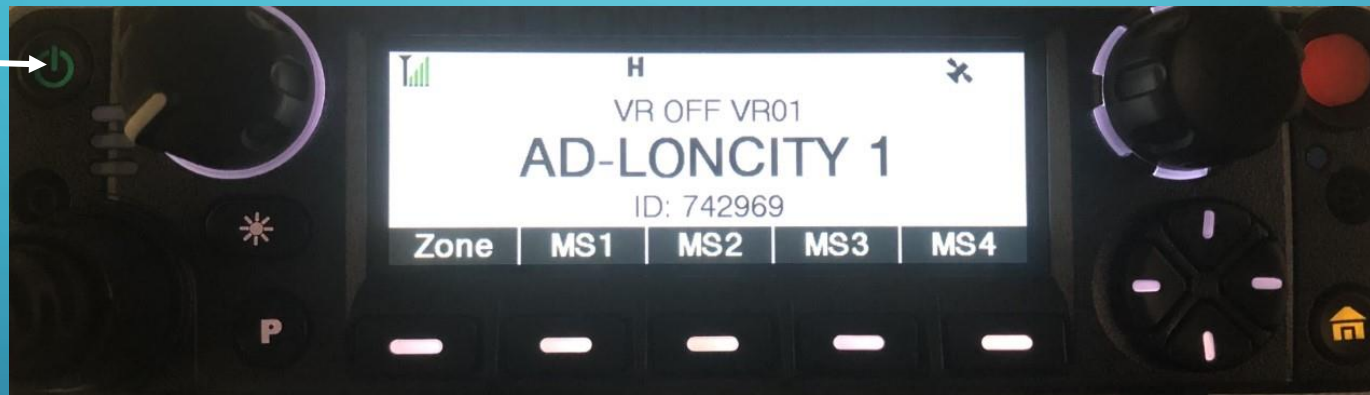 H
VR OFF VR01
AD-LONCITY 1
ID: 742969
Zone MS1 MS2 MS3 MS4
P